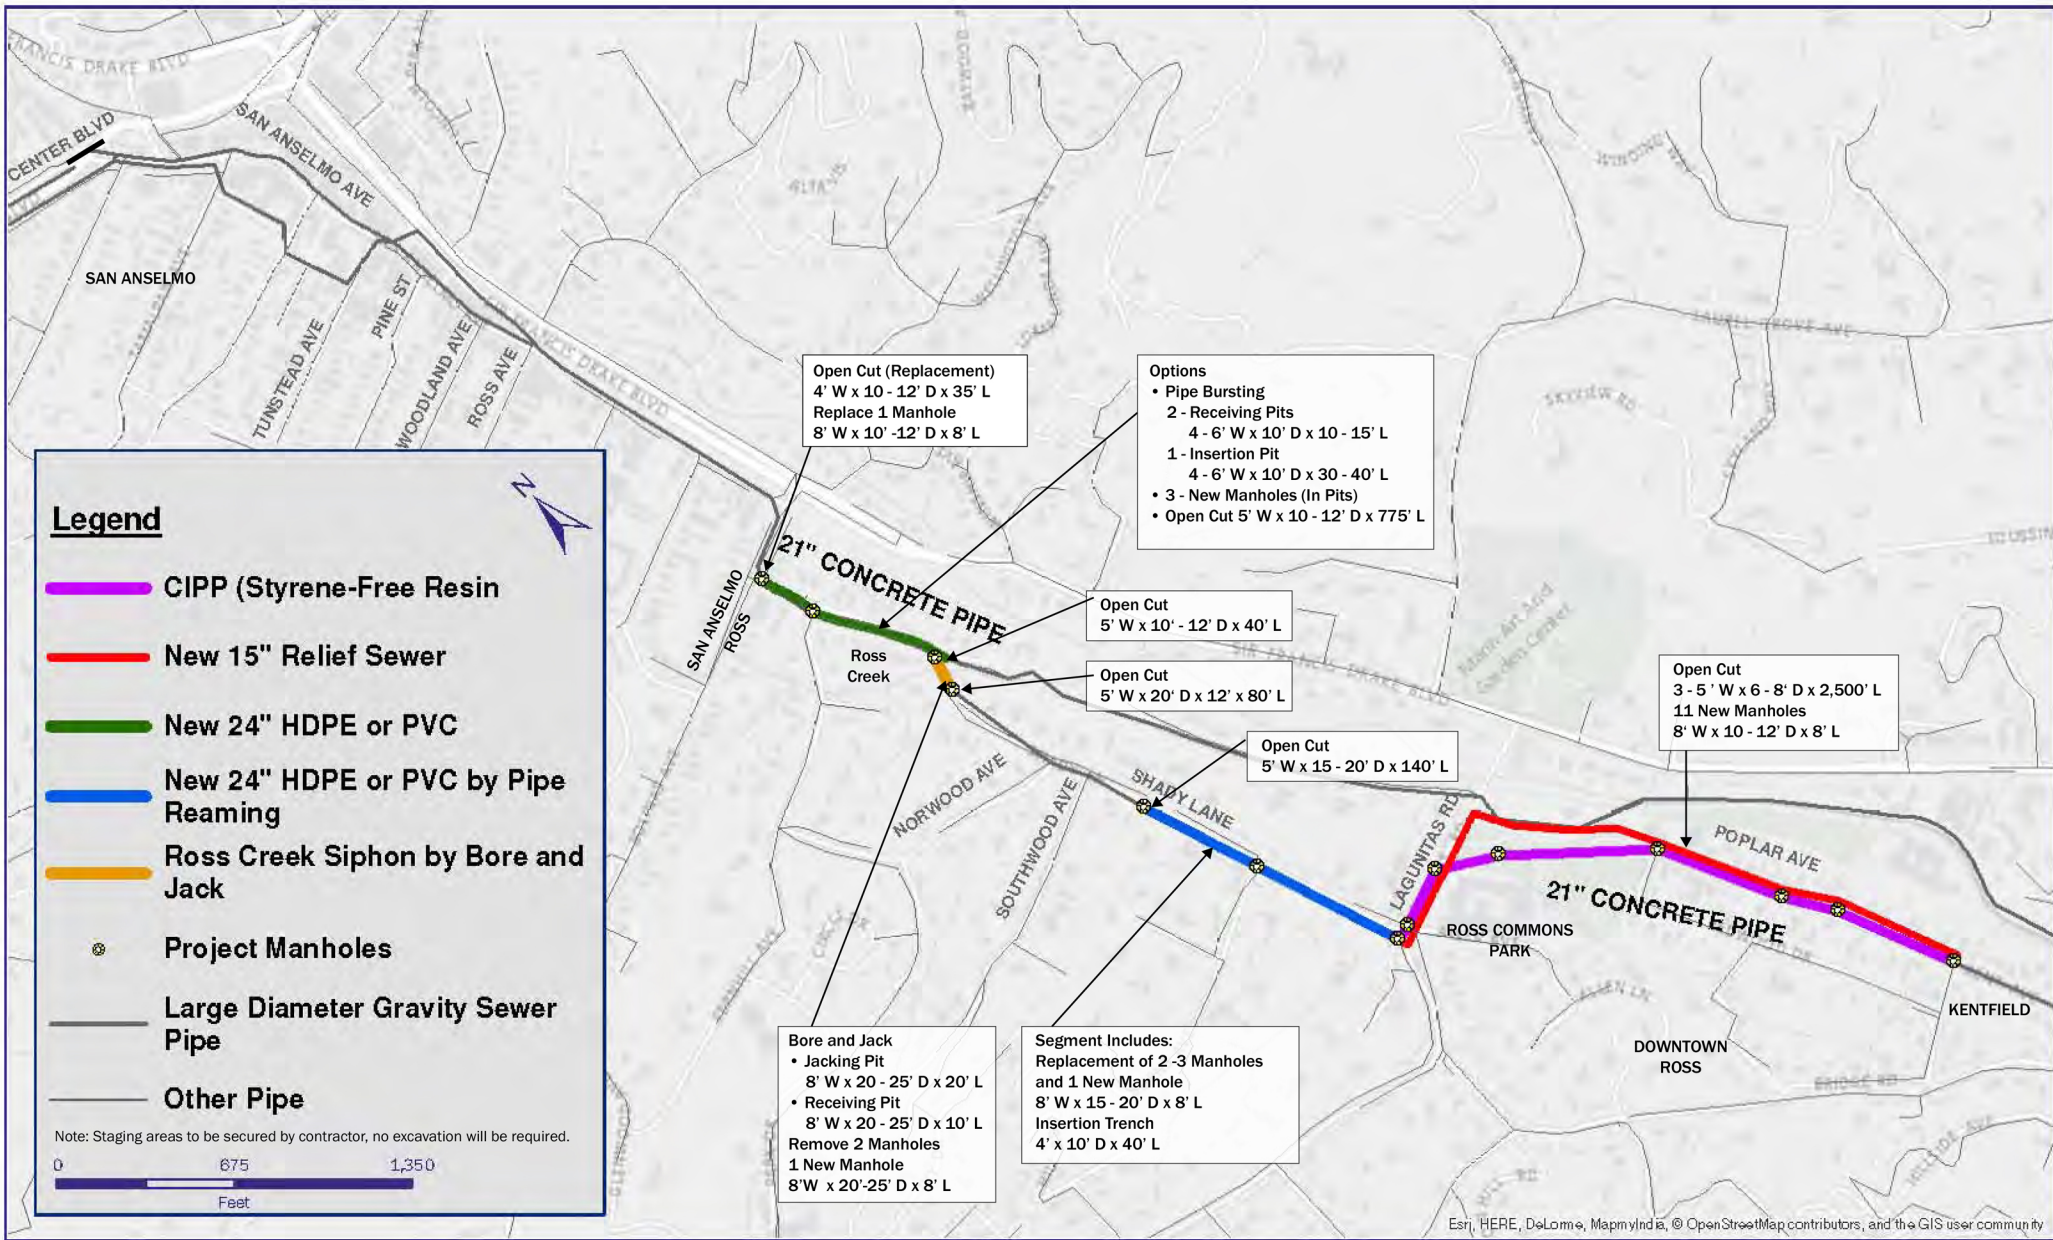 FRANCIS DRAKE BLVD
CENTER BLVD
SAN ANSELMO AVE
SAN ANSELMO
TUNSTEAD AVE
PINE ST
WOODLAND AVE
ROSS AVE
LAUREL GROVE AVE
SKYVIEW RD
Open Cut (Replacement)
4' W x 10 - 12' D x 35' L
Replace 1 Manhole
8' W x 10' -12' D x 8' L
Options
• Pipe Bursting
2 - Receiving Pits
4 - 6' W x 10' D x 10 - 15' L
1 - Insertion Pit
4 - 6' W x 10' D x 30 - 40' L
• 3 - New Manholes (In Pits)
• Open Cut 5' W x 10 - 12' D x 775' L
21" CONCRETE PIPE
SAN ANSELMO
ROSS
Ross
Creek
Open Cut
5' W x 10' - 12' D x 40' L
SIR FRANCIS DRAKE BLVD
Open Cut
5' W x 20' D x 12' x 80' L
Open Cut
5' W x 15 - 20' D x 140' L
Open Cut
3 - 5 ' W x 6 - 8' D x 2,500' L
11 New Manholes
8' W x 10 - 12' D x 8' L
NORWOOD AVE
SOUTHWOOD AVE
SHADY LANE
LAGUNITAS RD
POPLAR AVE
21" CONCRETE PIPE
ROSS COMMONS
PARK
ALLEN LN
KENTFIELD
DOWNTOWN
ROSS
BRIDGE RD
Bore and Jack
• Jacking Pit
8' W x 20 - 25' D x 20' L
• Receiving Pit
8' W x 20 - 25' D x 10' L
Remove 2 Manholes
1 New Manhole
8'W x 20'-25' D x 8' L
Segment Includes:
Replacement of 2 -3 Manholes
and 1 New Manhole
8' W x 15 - 20' D x 8' L
Insertion Trench
4' x 10' D x 40' L
Legend
N
CIPP (Styrene-Free Resin
New 15" Relief Sewer
New 24" HDPE or PVC
New 24" HDPE or PVC by Pipe
Reaming
Ross Creek Siphon by Bore and
Jack
Project Manholes
Large Diameter Gravity Sewer
Pipe
Other Pipe
Note: Staging areas to be secured by contractor, no excavation will be required.
0 675 1,350
Feet
Esri, HERE, DeLorme, MapmyIndia, © OpenStreetMap contributors, and the GIS user community